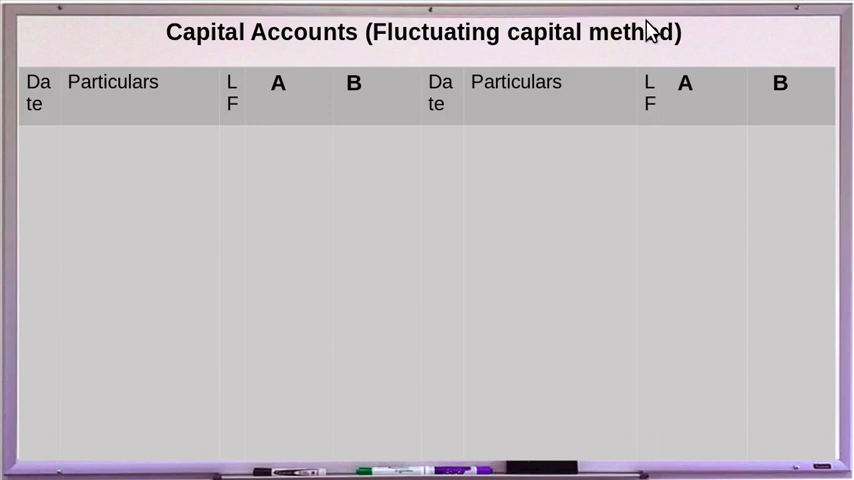 Capital Accounts (Fluctuating capital method)
Da Particulars L A B Da Particulars L A B
te F te F